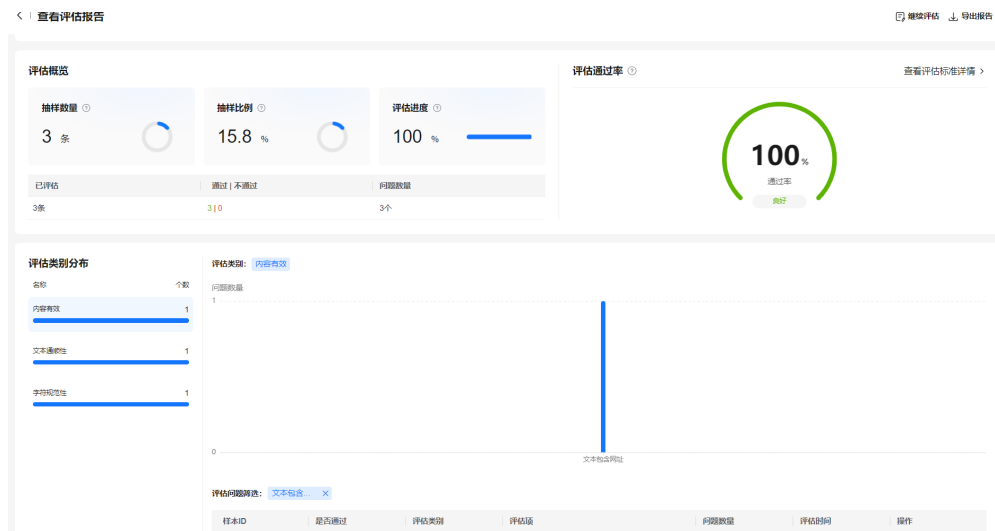 查看评估报告 继续评估 导出报告
评估概览 评估通过率 查看评估标准详情
抽样数量 抽样比例 评估进度
3 条 15.8 % 100 %
100%
通过率
良好
已评估 通过 | 不通过 问题数量
3条 3 | 0 3个
评估类别分布 评估类别: 内容有效
名称 个数 问题数量
内容有效 1
文本通顺性 1
字符规范性 1
1
0
文本包含网址
评估问题筛选: 文本包含... ×
样本ID 是否通过 评估类别 评估项 问题数量 评估时间 操作